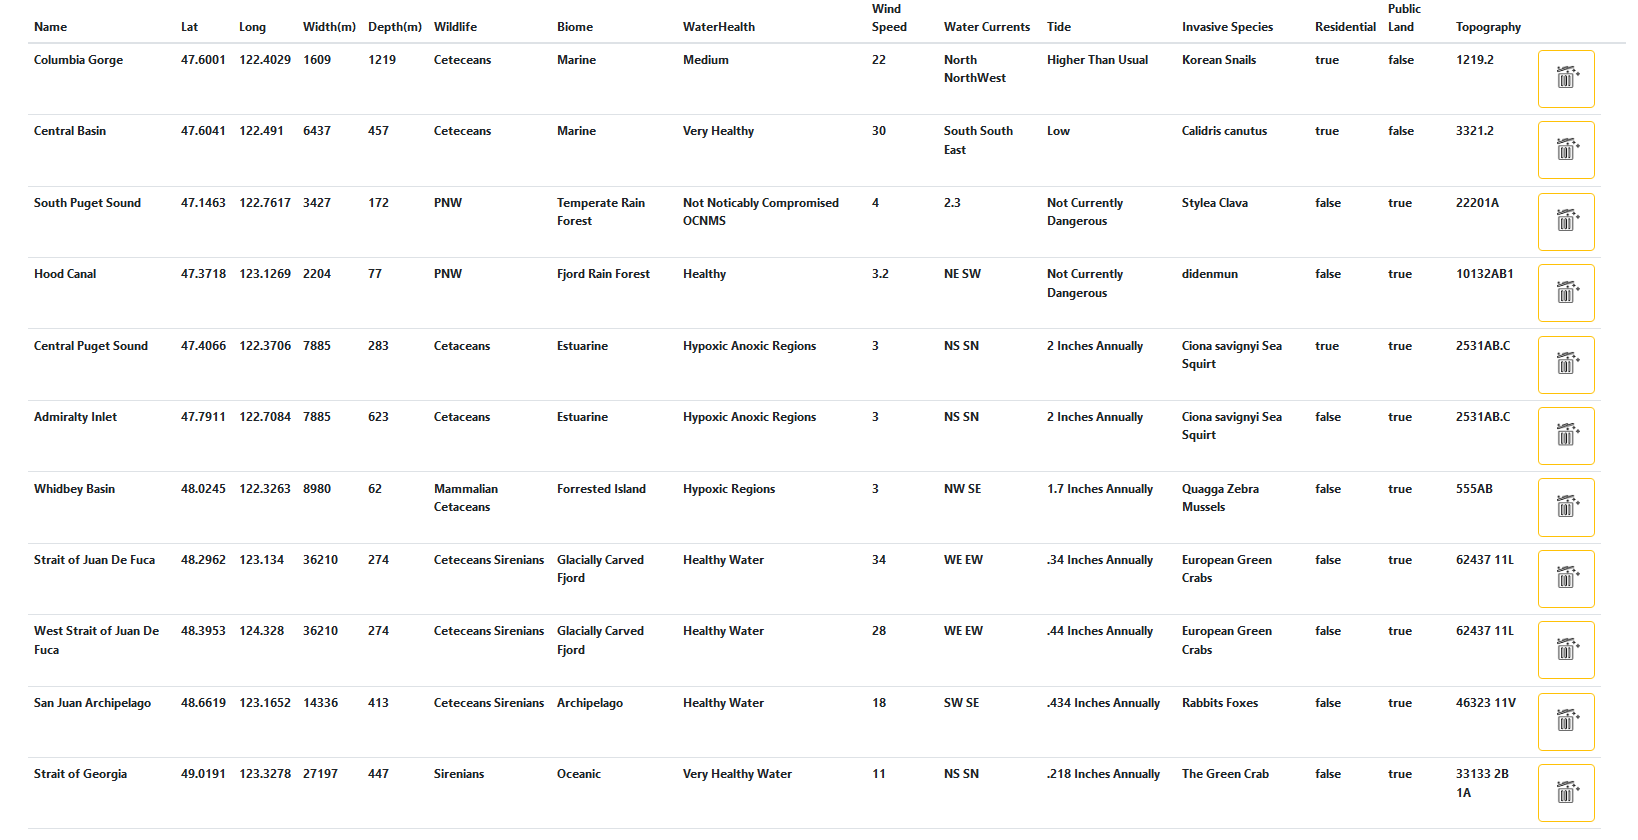 Name Lat Long Width(m) Depth(m) Wildlife Biome WaterHealth Wind Speed Water Currents Tide Invasive Species Residential Public Land Topography
Columbia Gorge 47.6001 122.4029 1609 1219 Ceteceans Marine Medium 22 North NorthWest Higher Than Usual Korean Snails true false 1219.2
Central Basin 47.6041 122.491 6437 457 Ceteceans Marine Very Healthy 30 South South East Low Calidris canutus true false 3321.2
South Puget Sound 47.1463 122.7617 3427 172 PNW Temperate Rain Forest Not Noticably Compromised OCNMS 4 2.3 Not Currently Dangerous Stylea Clava false true 22201A
Hood Canal 47.3718 123.1269 2204 77 PNW Fjord Rain Forest Healthy 3.2 NE SW Not Currently Dangerous didenmun false true 10132AB1
Central Puget Sound 47.4066 122.3706 7885 283 Cetaceans Estuarine Hypoxic Anoxic Regions 3 NS SN 2 Inches Annually Ciona savignyi Sea Squirt true true 2531AB.C
Admiralty Inlet 47.7911 122.7084 7885 623 Cetaceans Estuarine Hypoxic Anoxic Regions 3 NS SN 2 Inches Annually Ciona savignyi Sea Squirt false true 2531AB.C
Whidbey Basin 48.0245 122.3263 8980 62 Mammalian Cetaceans Forrested Island Hypoxic Regions 3 NW SE 1.7 Inches Annually Quagga Zebra Mussels false true 555AB
Strait of Juan De Fuca 48.2962 123.134 36210 274 Ceteceans Sirenians Glacially Carved Fjord Healthy Water 34 WE EW .34 Inches Annually European Green Crabs false true 62437 11L
West Strait of Juan De Fuca 48.3953 124.328 36210 274 Ceteceans Sirenians Glacially Carved Fjord Healthy Water 28 WE EW .44 Inches Annually European Green Crabs false true 62437 11L
San Juan Archipelago 48.6619 123.1652 14336 413 Ceteceans Sirenians Archipelago Healthy Water 18 SW SE .434 Inches Annually Rabbits Foxes false true 46323 11V
Strait of Georgia 49.0191 123.3278 27197 447 Sirenians Oceanic Very Healthy Water 11 NS SN .218 Inches Annually The Green Crab false true 33133 2B 1A